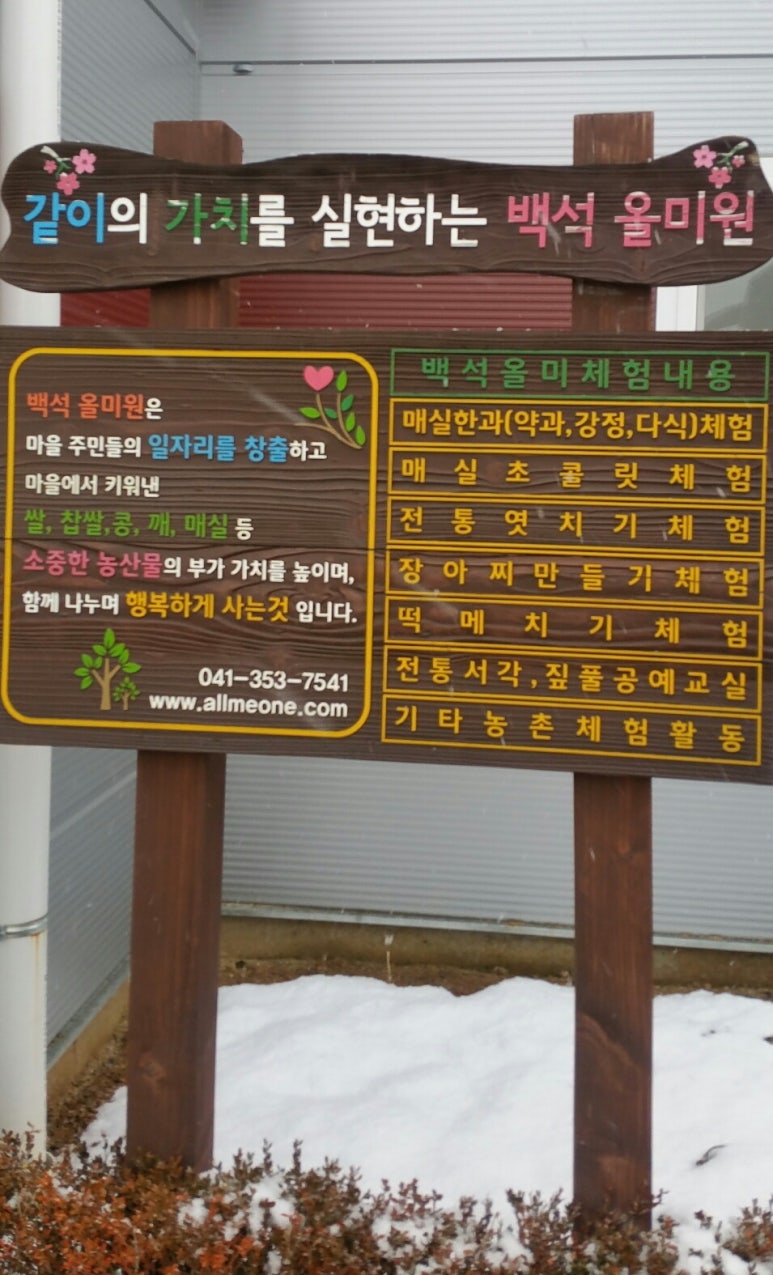 같이의 가치를 실현하는 백석 올미원
백석 올미원은
마을 주민들의 일자리를 창출하고
마을에서 키워낸
쌀, 찹쌀,콩, 깨, 매실 등
소중한 농산물의 부가 가치를 높이며,
함께 나누며 행복하게 사는것 입니다.
041-353-7541
www.allmeone.com
백석올미체험내용
매실한과(약과,강정,다식)체험
매실초콜릿체험
전통엿치기체험
장아찌만들기체험
떡메치기체험
전통서각,짚풀공예교실
기타농촌체험활동